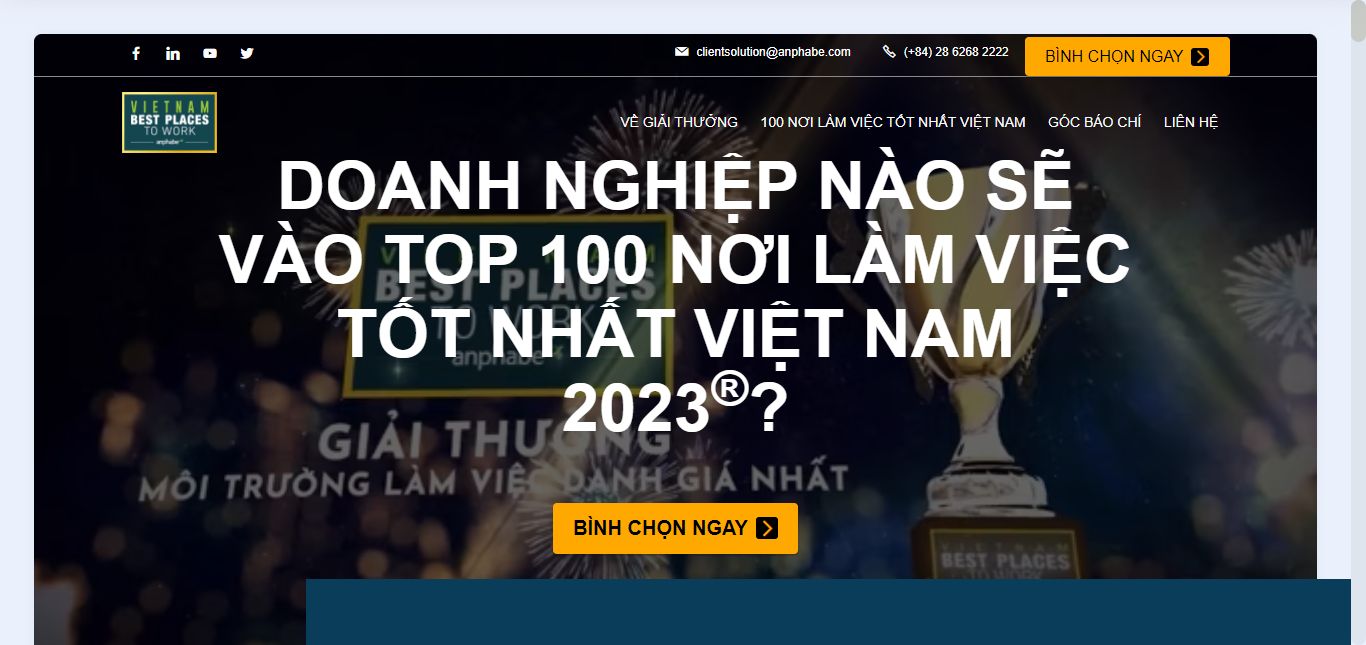 clientsolution@anphabe.com
(+84) 28 6268 2222
BÌNH CHỌN NGAY
VIETNAM
BEST PLACES
TO WORK
anphabe
VỀ GIẢI THƯỞNG
100 NƠI LÀM VIỆC TỐT NHẤT VIỆT NAM
GÓC BÁO CHÍ
LIÊN HỆ
DOANH NGHIỆP NÀO SẼ
VÀO TOP 100 NƠI LÀM VIỆC
TỐT NHẤT VIỆT NAM
2023®?
BEST PLACES
TO WORK
anphabe
GIẢI THƯỞNG
MÔI TRƯỜNG LÀM VIỆC DANH GIÁ NHẤT
BÌNH CHỌN NGAY
VIETNAM
BEST PLACES
TO WORK